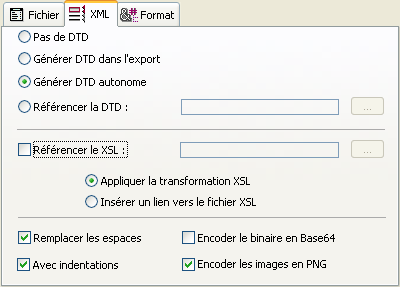 Fichier XML Format
Pas de DTD
Générer DTD dans l'export
Générer DTD autonome
Référencer la DTD :
...
Référencer le XSL :
...
Appliquer la transformation XSL
Insérer un lien vers le fichier XSL
Remplacer les espaces Encoder le binaire en Base64
Avec indentations Encoder les images en PNG